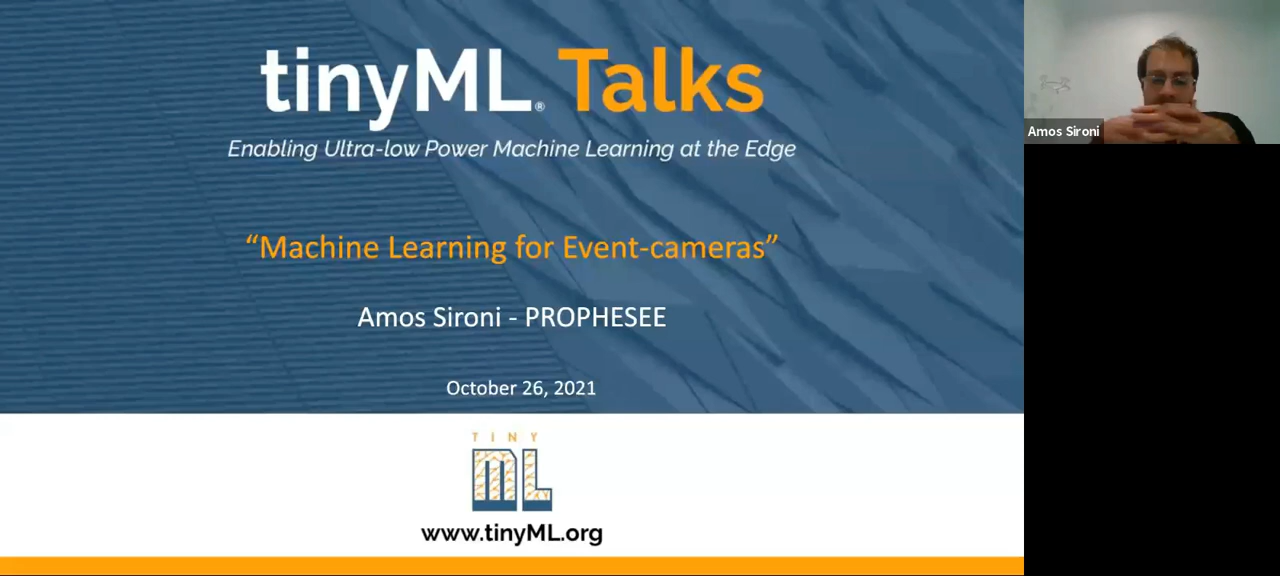 tinyML® Talks
Enabling Ultra-low Power Machine Learning at the Edge
“Machine Learning for Event-cameras”
Amos Sironi - PROPHESEE
October 26, 2021
TINY
ML
www.tinyML.org
Amos Sironi